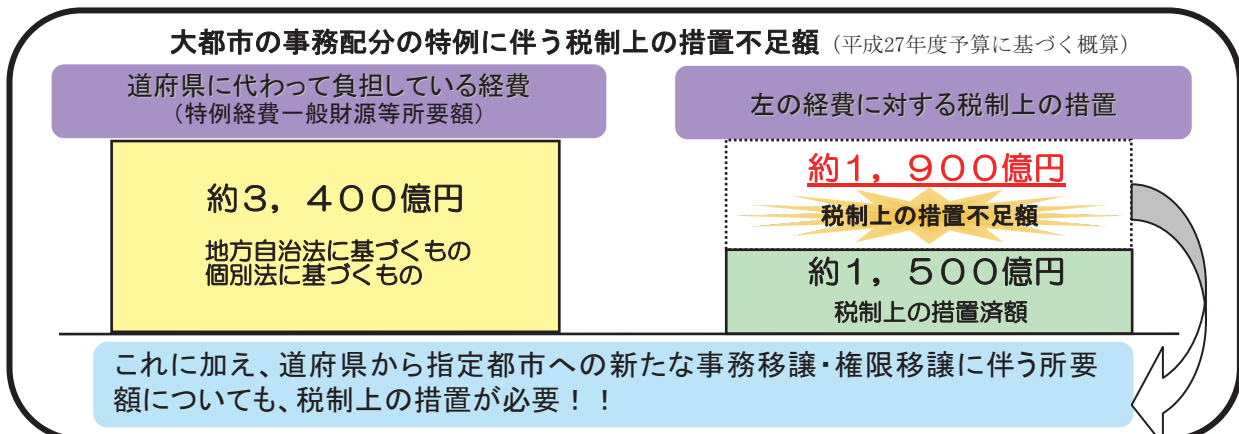 大都市の事務配分の特例に伴う税制上の措置不足額（平成27年度予算に基づく概算）
道府県に代わって負担している経費
（特例経費一般財源等所要額）
左の経費に対する税制上の措置
約３，４００億円
地方自治法に基づくもの
個別法に基づくもの
約１，９００億円
税制上の措置不足額
約１，５００億円
税制上の措置済額
これに加え、道府県から指定都市への新たな事務移譲・権限移譲に伴う所要
額についても、税制上の措置が必要！！